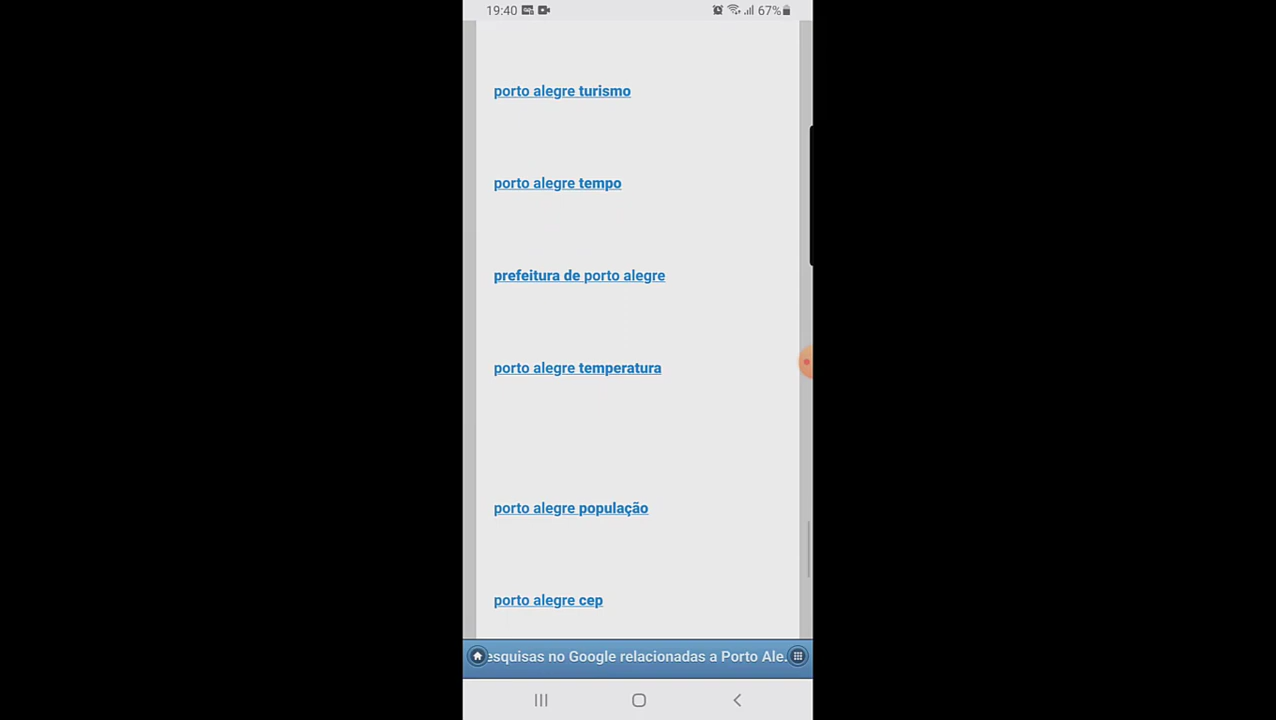 19:40
67%
porto alegre turismo
porto alegre tempo
prefeitura de porto alegre
porto alegre temperatura
porto alegre população
porto alegre cep
esquisas no Google relacionadas a Porto Ale.